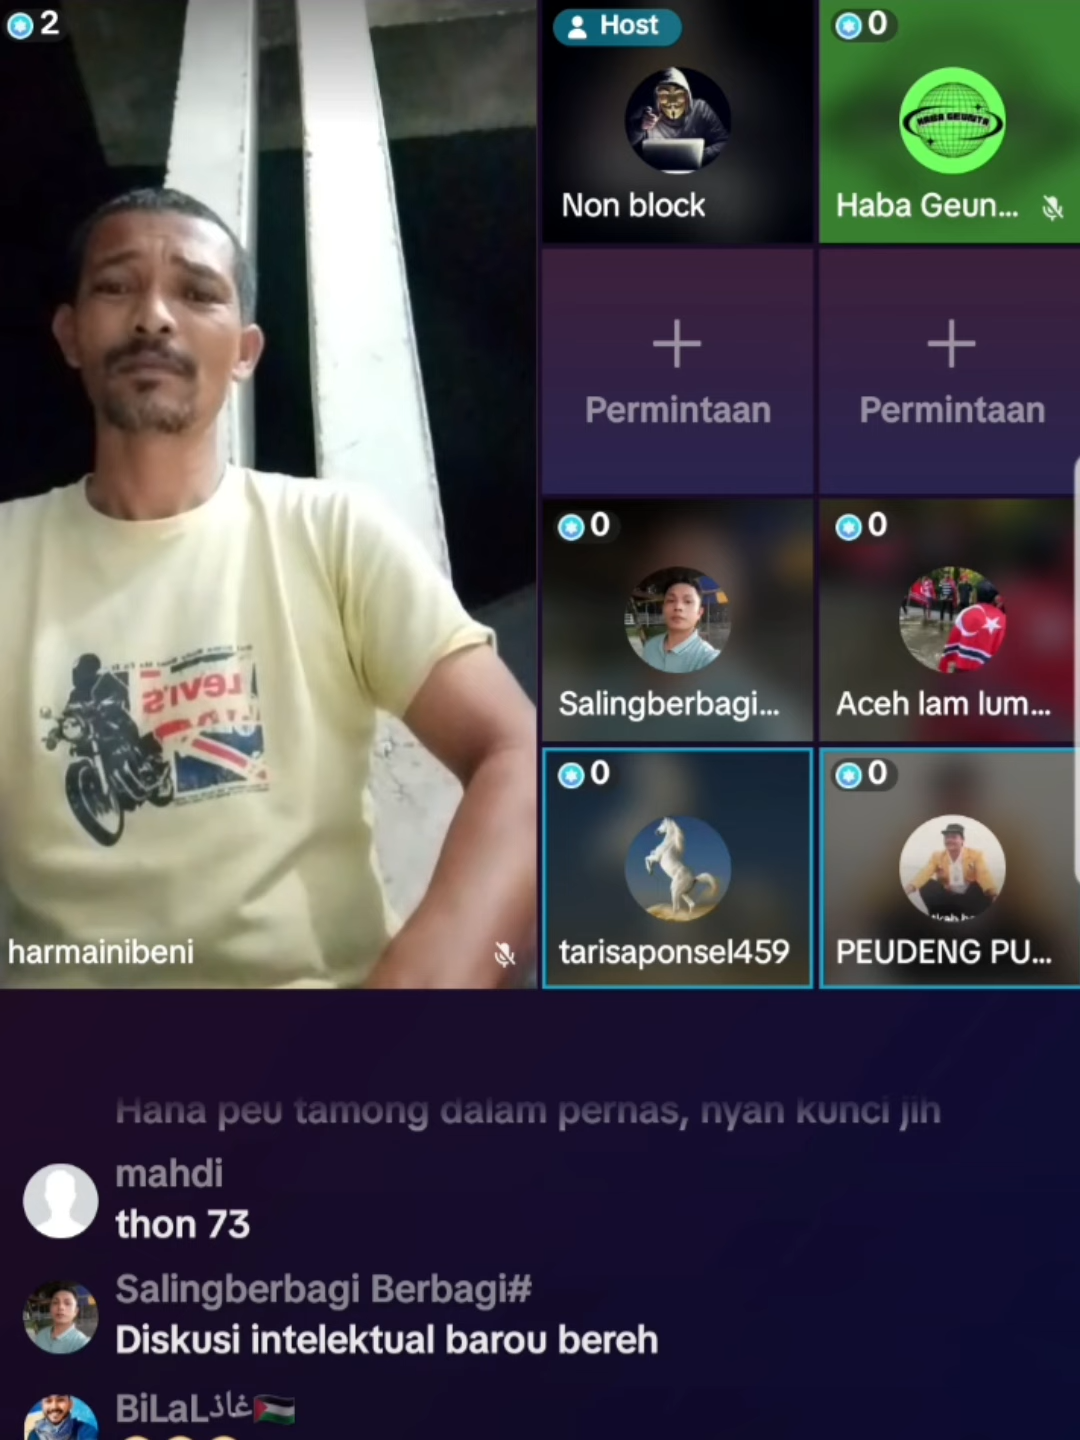 2
Host
Non block
0
Haba Geun...
Permintaan
Permintaan
0
Salingberbagi...
0
Aceh lam lum...
0
tarisaponsel459
0
PEUDENG PU...
LEVI'S
harmainibeni
Hana peu tamong dalam pernas, nyan kunci jih
mahdi
thon 73
Salingberbagi Berbagi#
Diskusi intelektual barou bereh
BiLaLغاذ🇵🇸